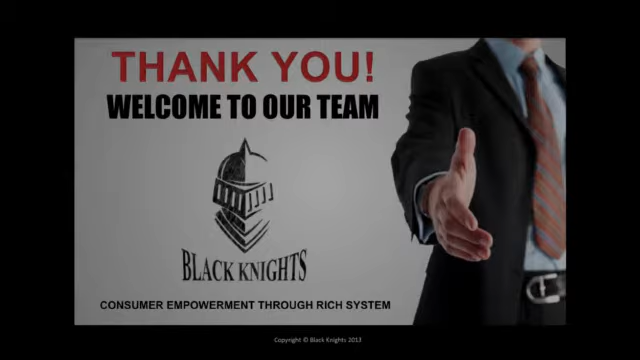 THANK YOU!
WELCOME TO OUR TEAM
BLACK KNIGHTS
CONSUMER EMPOWERMENT THROUGH RICH SYSTEM
Copyright © Black Knights 2013